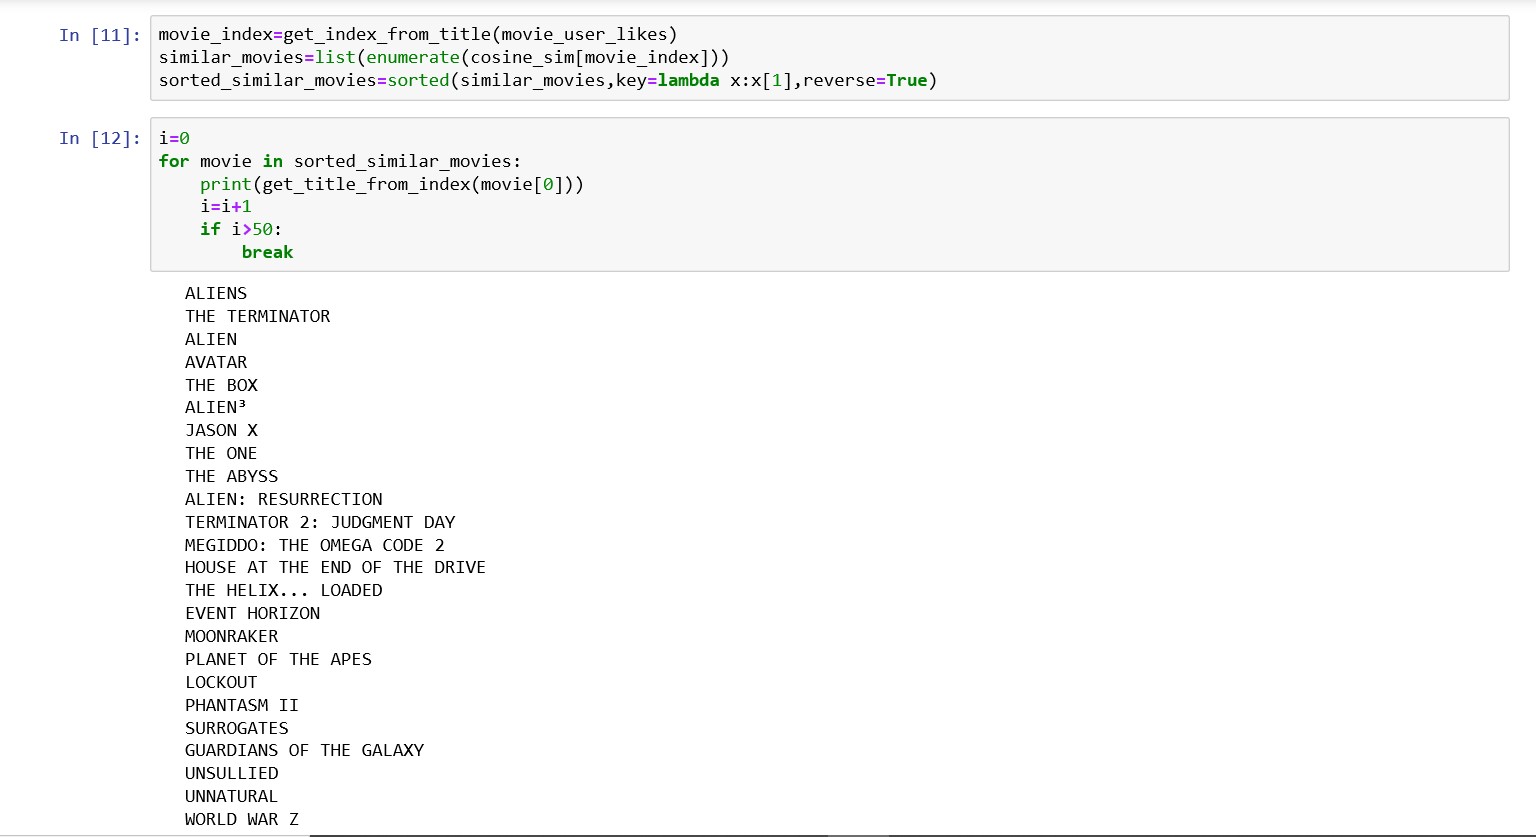 In [11]: movie_index=get_index_from_title(movie_user_likes)
similar_movies=list(enumerate(cosine_sim[movie_index]))
sorted_similar_movies=sorted(similar_movies,key=lambda x:x[1],reverse=True)
In [12]: i=0
for movie in sorted_similar_movies:
    print(get_title_from_index(movie[0]))
    i=i+1
    if i>50:
        break
ALIENS
THE TERMINATOR
ALIEN
AVATAR
THE BOX
ALIEN³
JASON X
THE ONE
THE ABYSS
ALIEN: RESURRECTION
TERMINATOR 2: JUDGMENT DAY
MEGIDDO: THE OMEGA CODE 2
HOUSE AT THE END OF THE DRIVE
THE HELIX... LOADED
EVENT HORIZON
MOONRAKER
PLANET OF THE APES
LOCKOUT
PHANTASM II
SURROGATES
GUARDIANS OF THE GALAXY
UNSULLIED
UNNATURAL
WORLD WAR Z